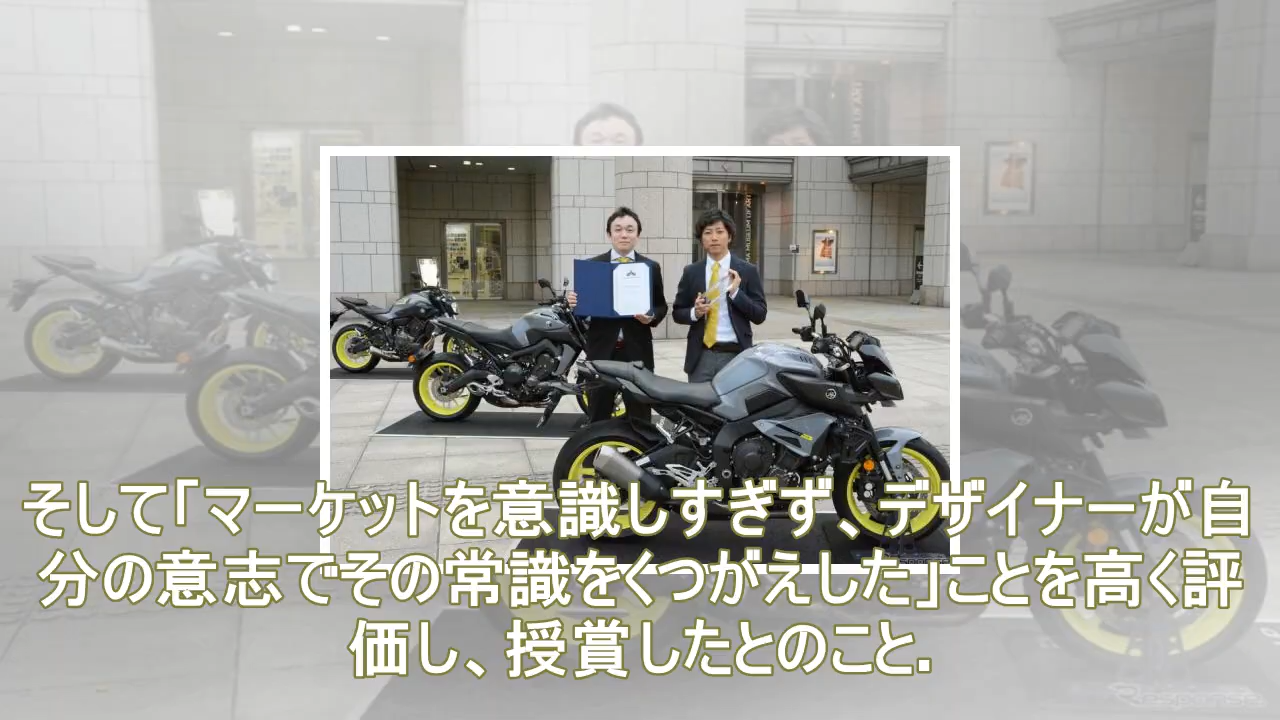 そして「マーケットを意識しすぎず、デザイナーが自
分の意志でその常識をくつがえした」ことを高く評
価し、授賞したとのこと.
Response.